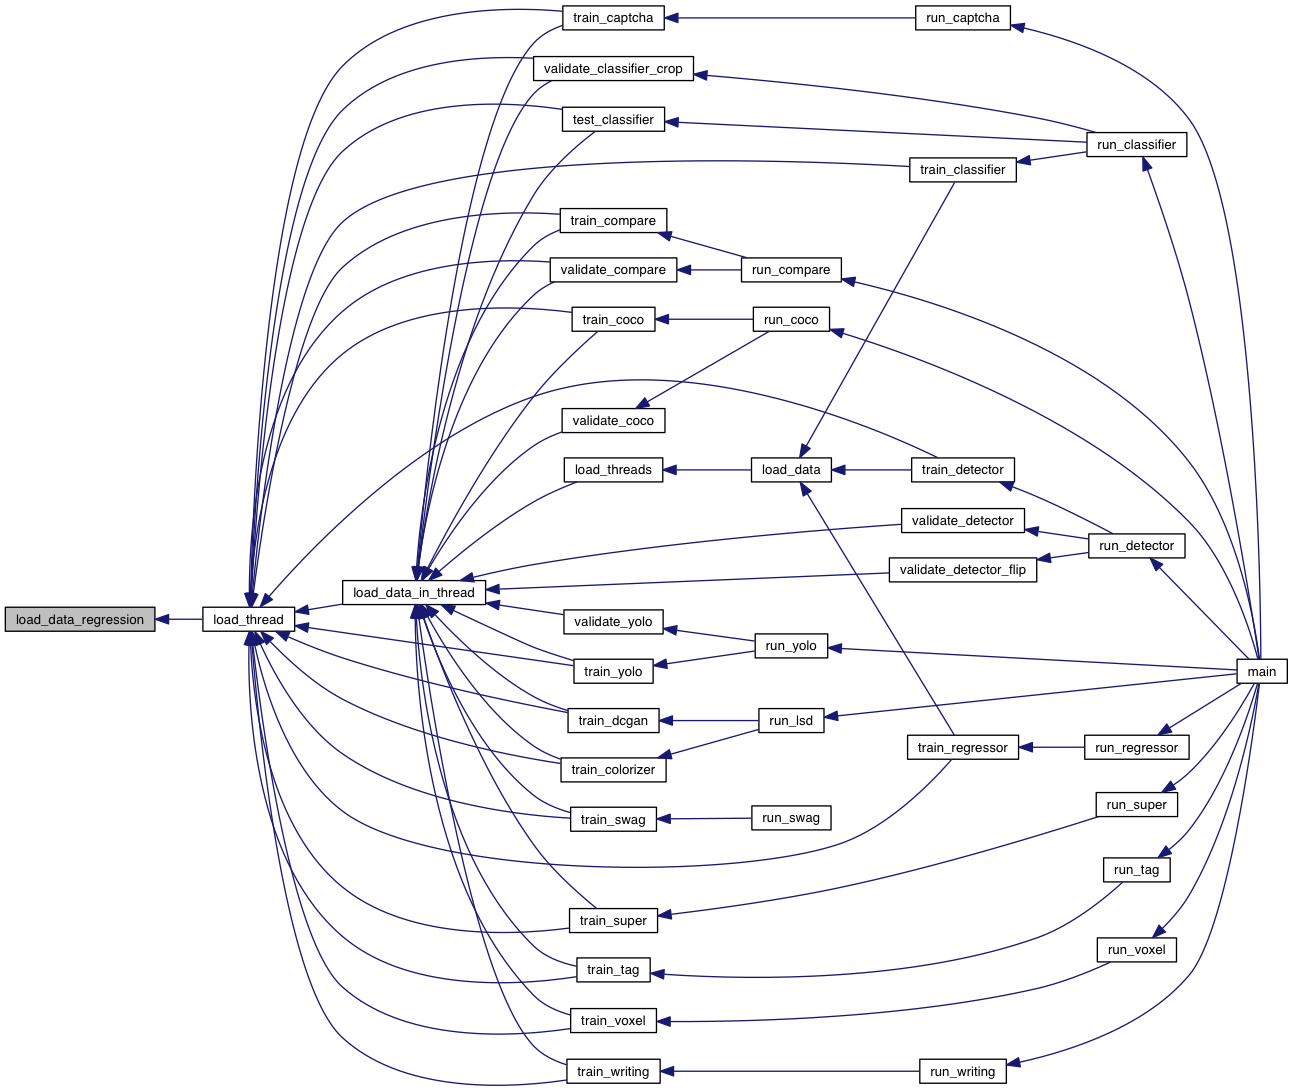 train_captcha
run_captcha
validate_classifier_crop
test_classifier
run_classifier
train_classifier
train_compare
validate_compare
run_compare
train_coco
run_coco
validate_coco
load_threads
load_data
train_detector
validate_detector
run_detector
validate_detector_flip
load_data_in_thread
load_data_regression
load_thread
validate_yolo
run_yolo
train_yolo
main
train_dcgan
run_lsd
train_regressor
run_regressor
train_colorizer
run_super
train_swag
run_swag
run_tag
train_super
run_voxel
train_tag
train_voxel
train_writing
run_writing